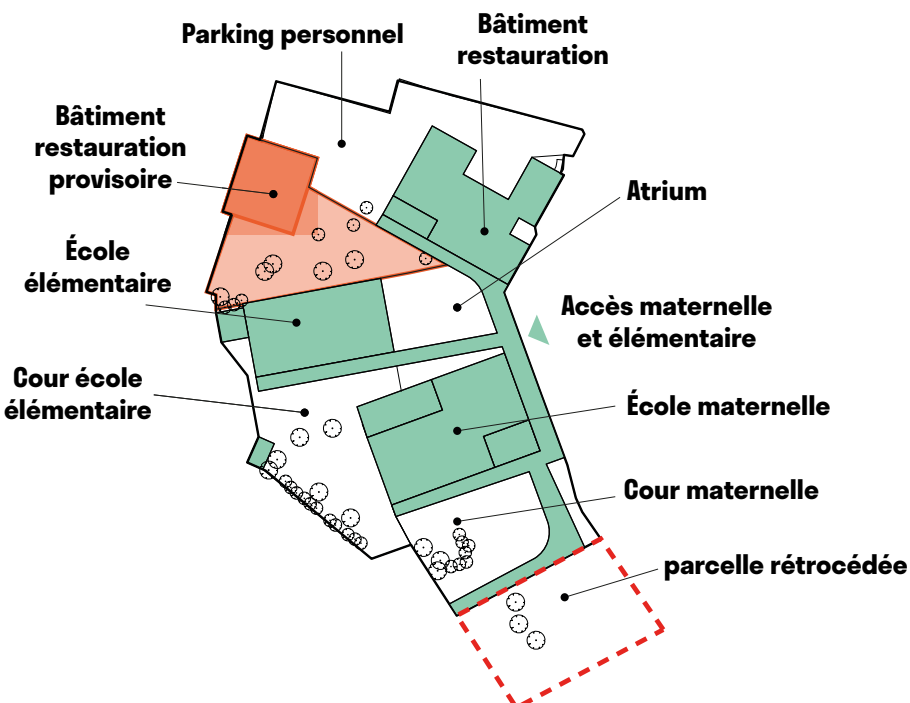 Parking personnel
Bâtiment
restauration
Bâtiment
restauration
provisoire
Atrium
École
élémentaire
Accès maternelle
et élémentaire
Cour école
élémentaire
École maternelle
Cour maternelle
parcelle rétrocédée